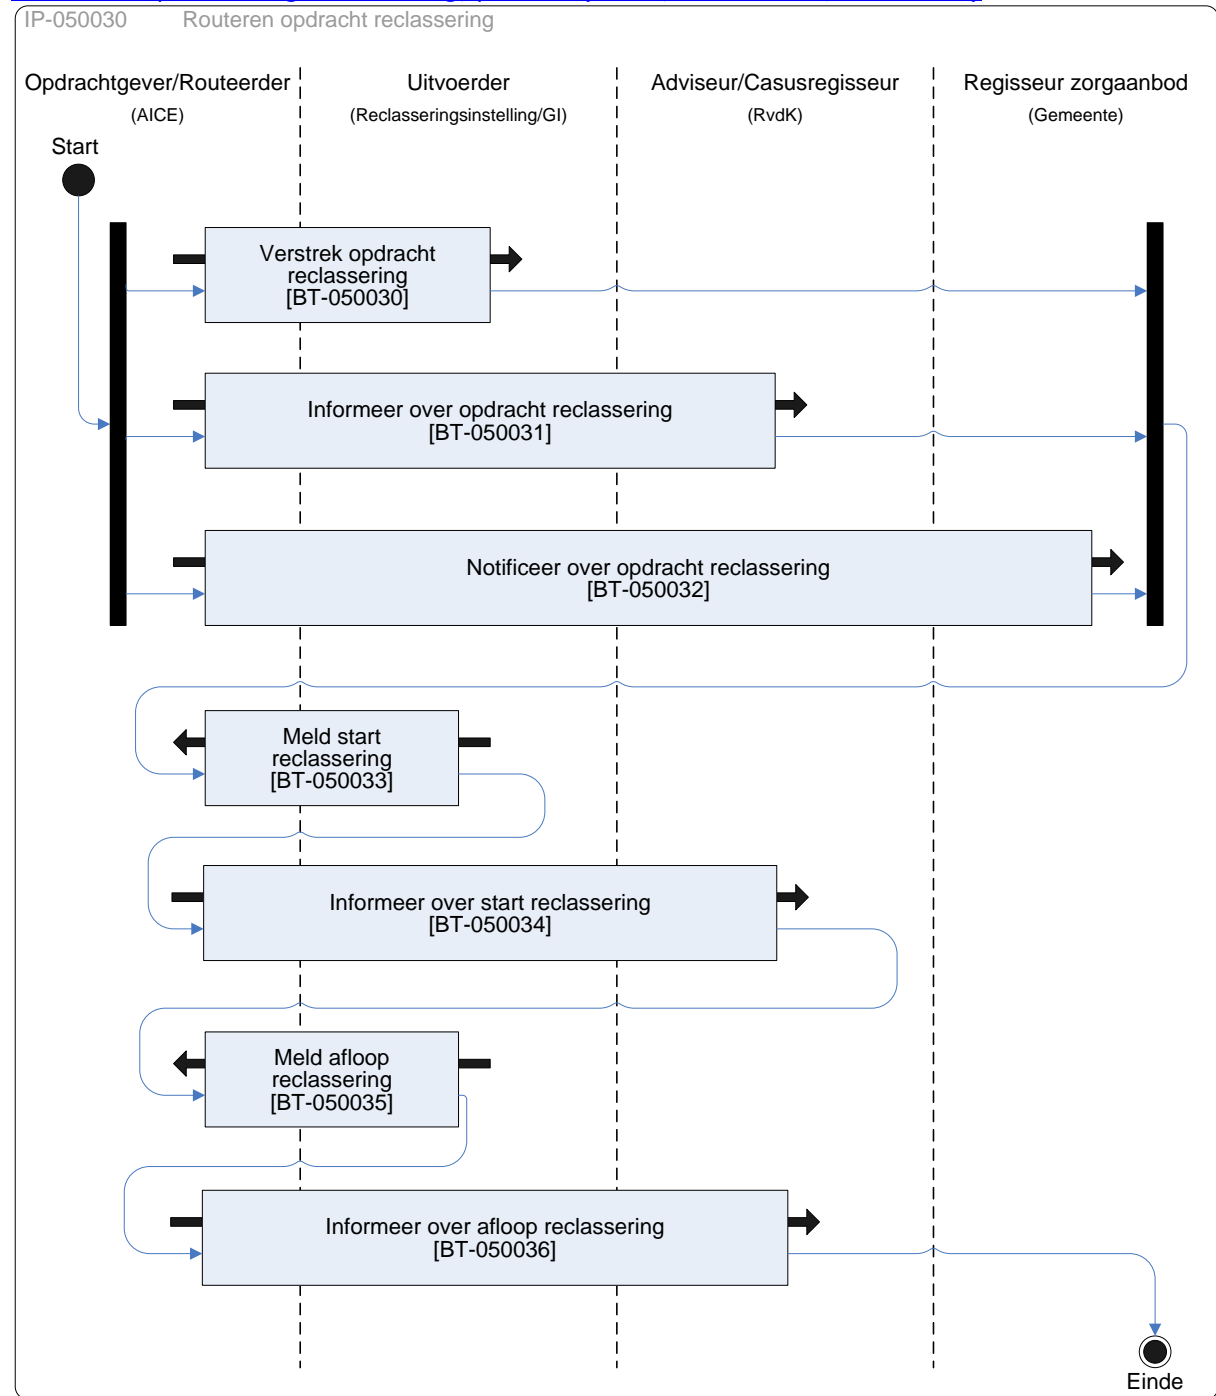 IP-050030 Routeren opdracht reclassering
Opdrachtgever/Routeerder Uitvoerder Adviseur/Casusregisseur Regisseur zorgaanbod
(AICE) (Reclasseringsinstelling/GI) (RvdK) (Gemeente)
Start
Verstrek opdracht
reclassering
[BT-050030]
Informeer over opdracht reclassering
[BT-050031]
Notificeer over opdracht reclassering
[BT-050032]
Meld start
reclassering
[BT-050033]
Informeer over start reclassering
[BT-050034]
Meld afloop
reclassering
[BT-050035]
Informeer over afloop reclassering
[BT-050036]
Einde